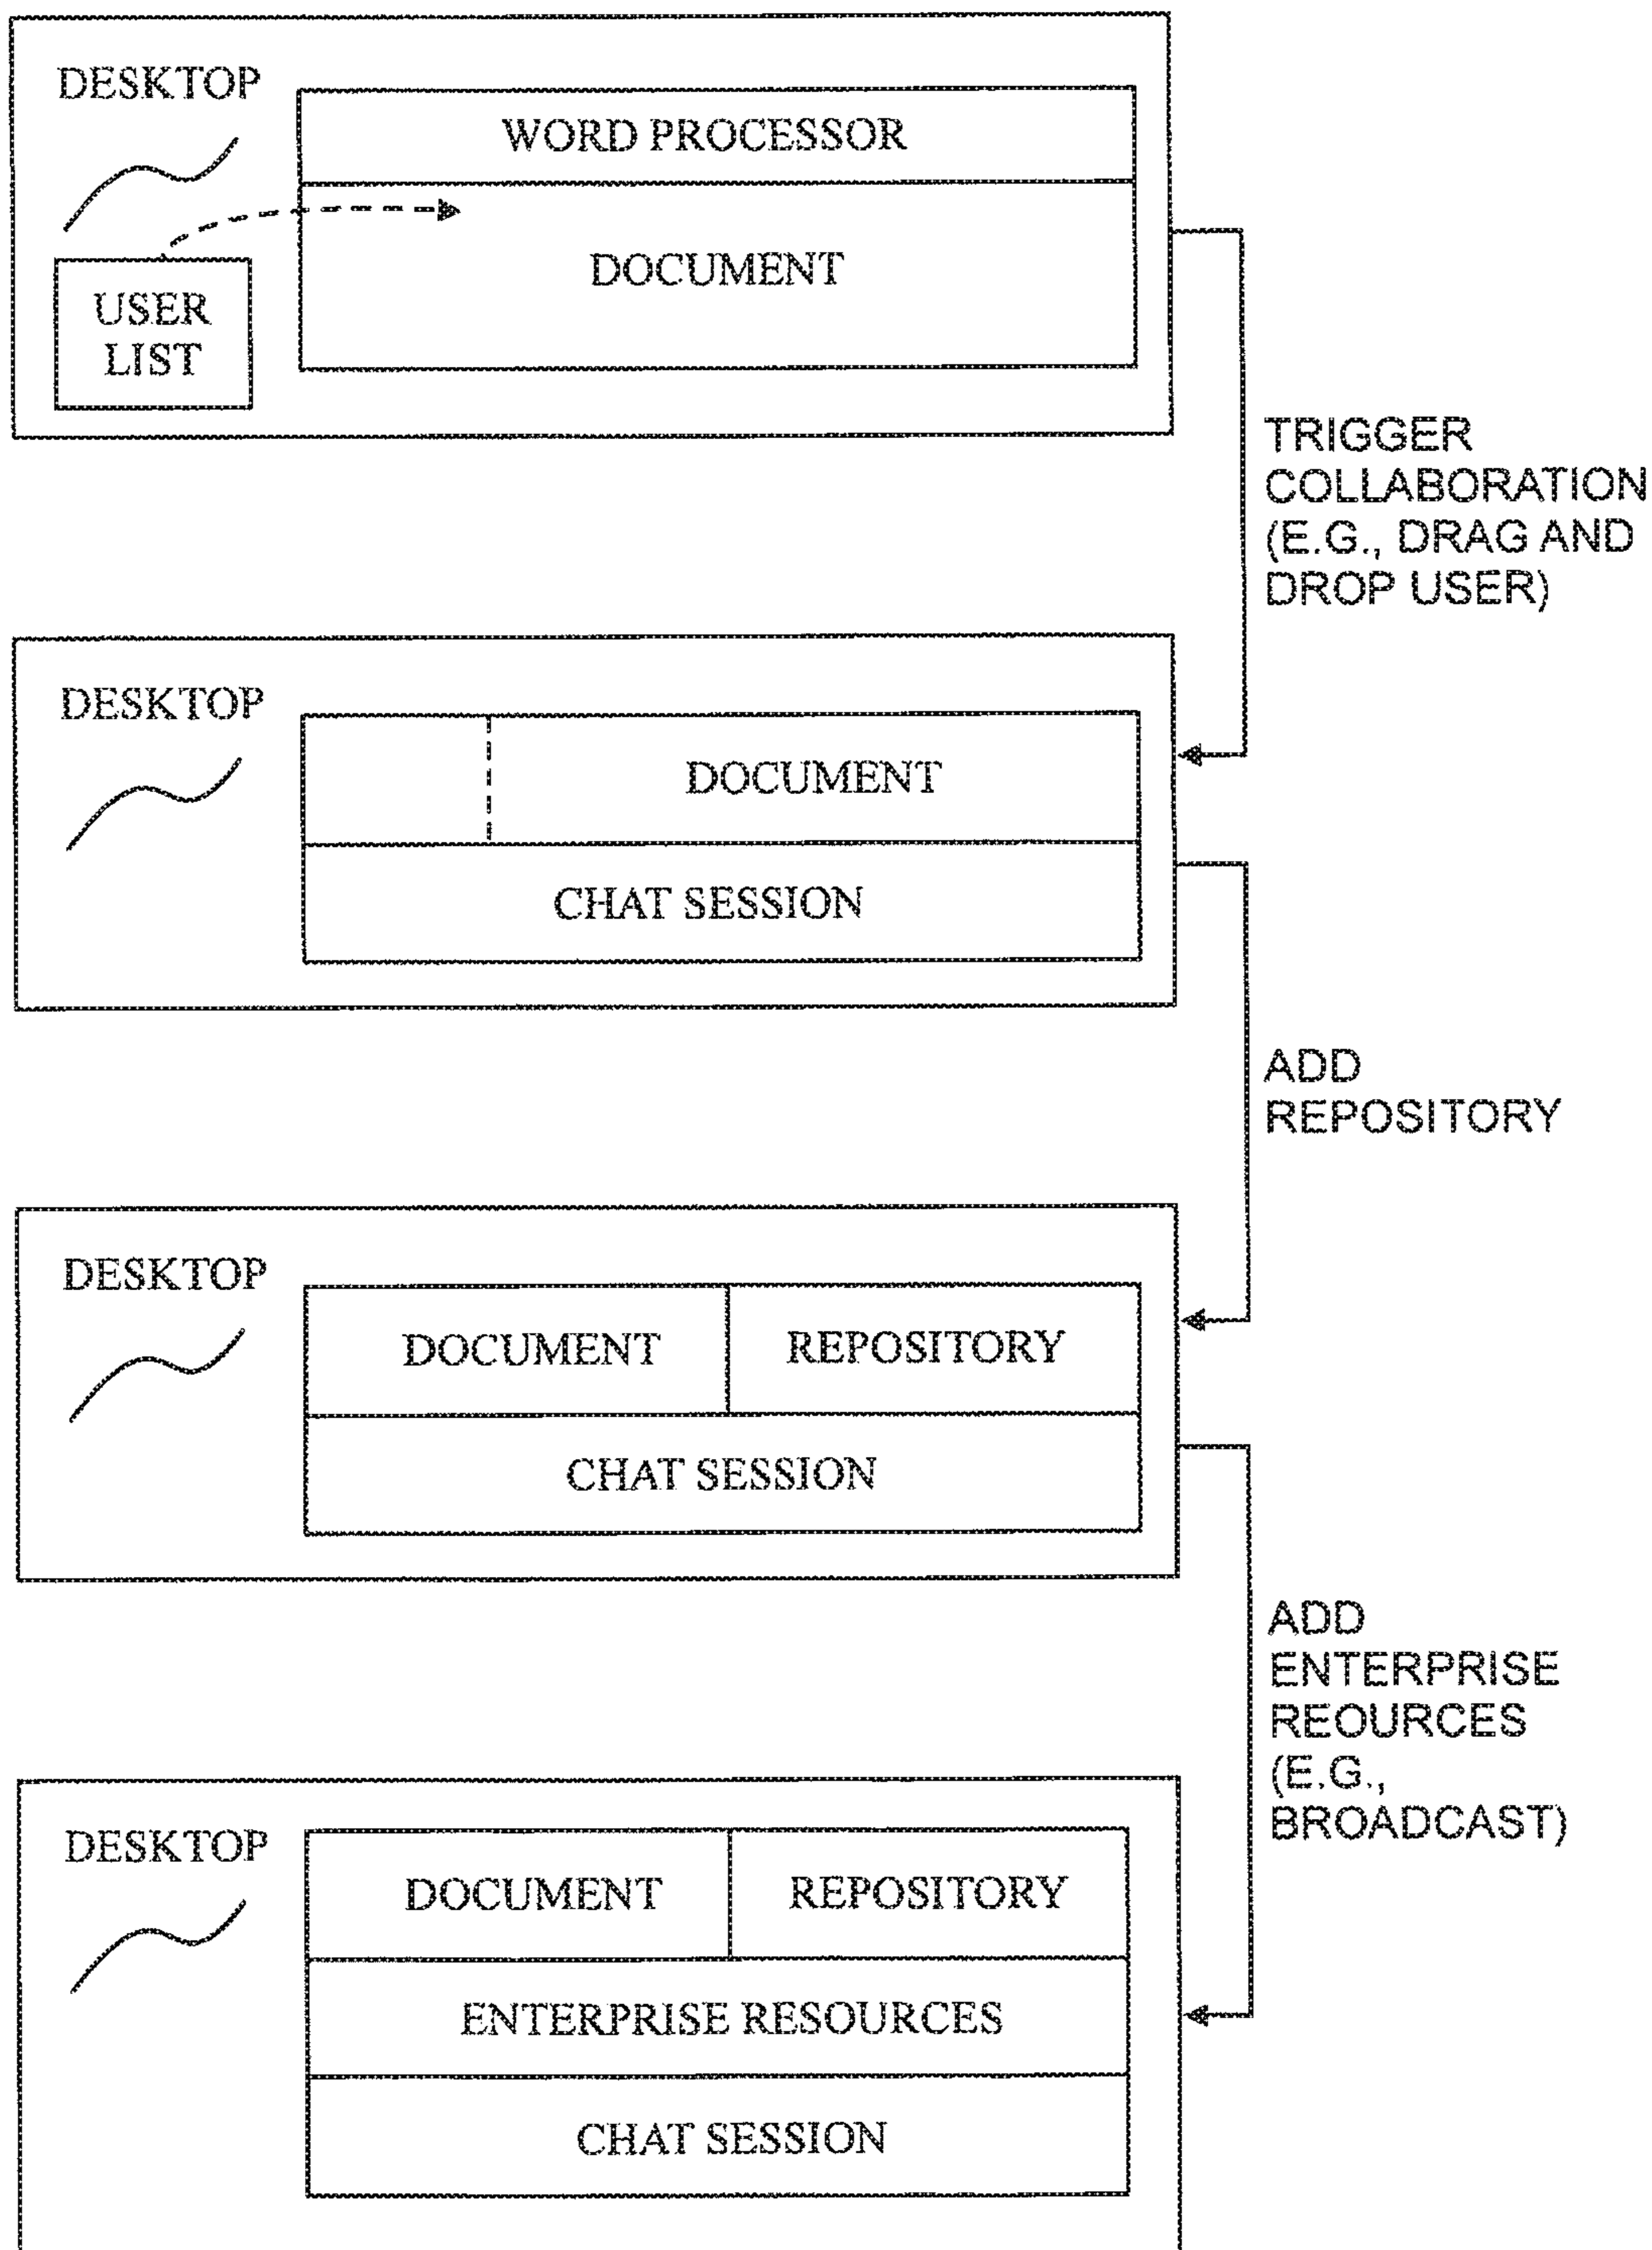 DESKTOP
WORD PROCESSOR
DOCUMENT
USER
LIST
TRIGGER
COLLABORATION
(E.G., DRAG AND
DROP USER)
DESKTOP
DOCUMENT
CHAT SESSION
ADD
REPOSITORY
DESKTOP
DOCUMENT
REPOSITORY
CHAT SESSION
ADD
ENTERPRISE
REOURCES
(E.G.,
BROADCAST)
DESKTOP
DOCUMENT
REPOSITORY
ENTERPRISE RESOURCES
CHAT SESSION